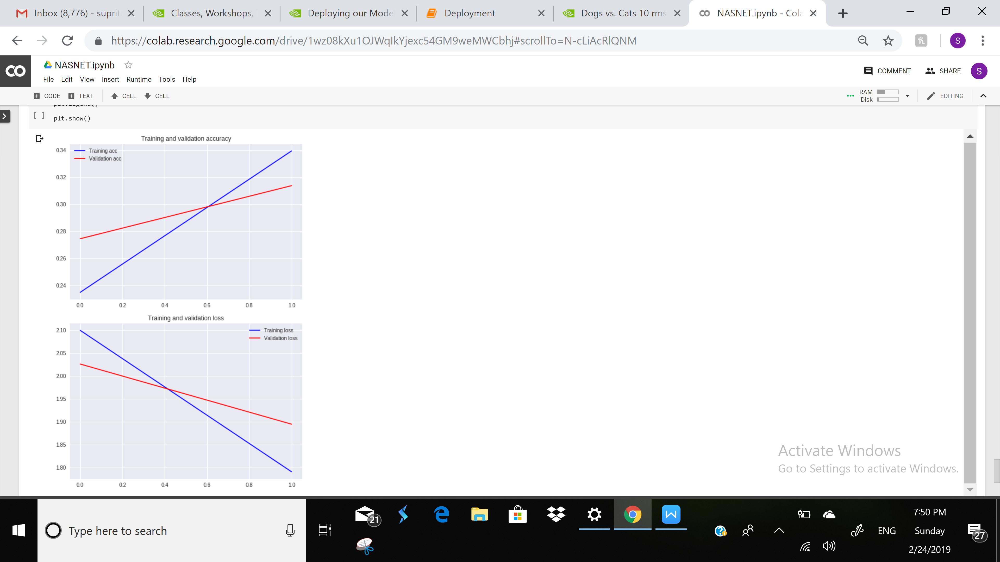 Inbox (8,776) - suprit
Classes, Workshops,
Deploying our Mode
Deployment
Dogs vs. Cats 10 rms
NASNET.ipynb - Cola
https://colab.research.google.com/drive/1wz08kXu1OJWqIkYjexc54GM9weMWCbhj#scrollTo=N-cLiAcRlQNM
h
S
CO
NASNET.ipynb
COMMENT
SHARE
S
File Edit View Insert Runtime Tools Help
CODE TEXT CELL CELL
RAM
Disk
EDITING
plt.legend()
[ ] plt.show()
Training and validation accuracy
Training acc
Validation acc
0.34
0.32
0.30
0.28
0.26
0.24
0.0 0.2 0.4 0.6 0.8 1.0
Training and validation loss
Training loss
Validation loss
2.10
2.05
2.00
1.95
1.90
1.85
1.80
0.0 0.2 0.4 0.6 0.8 1.0
Activate Windows
Go to Settings to activate Windows.
Type here to search
21
ENG
7:50 PM
Sunday
2/24/2019
27